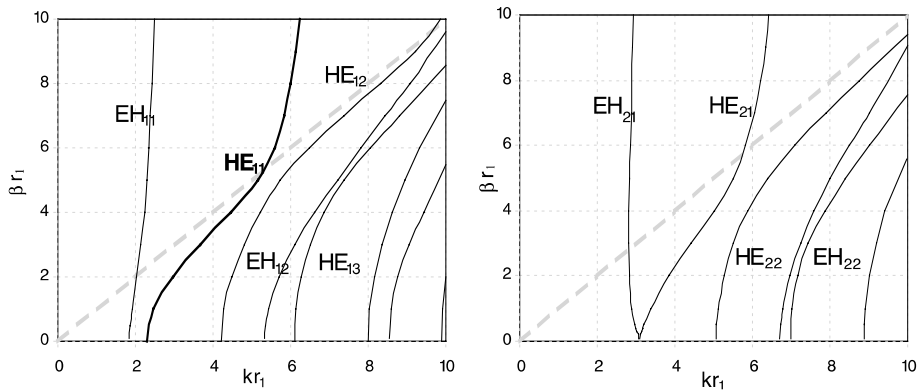 10
8
6
4
2
0
β r₁
0 2 4 6 8 10
kr₁
EH₁₁
HE₁₁
HE₁₂
EH₁₂
HE₁₃
10
8
6
4
2
0
β r₁
0 2 4 6 8 10
kr₁
EH₂₁
HE₂₁
HE₂₂
EH₂₂